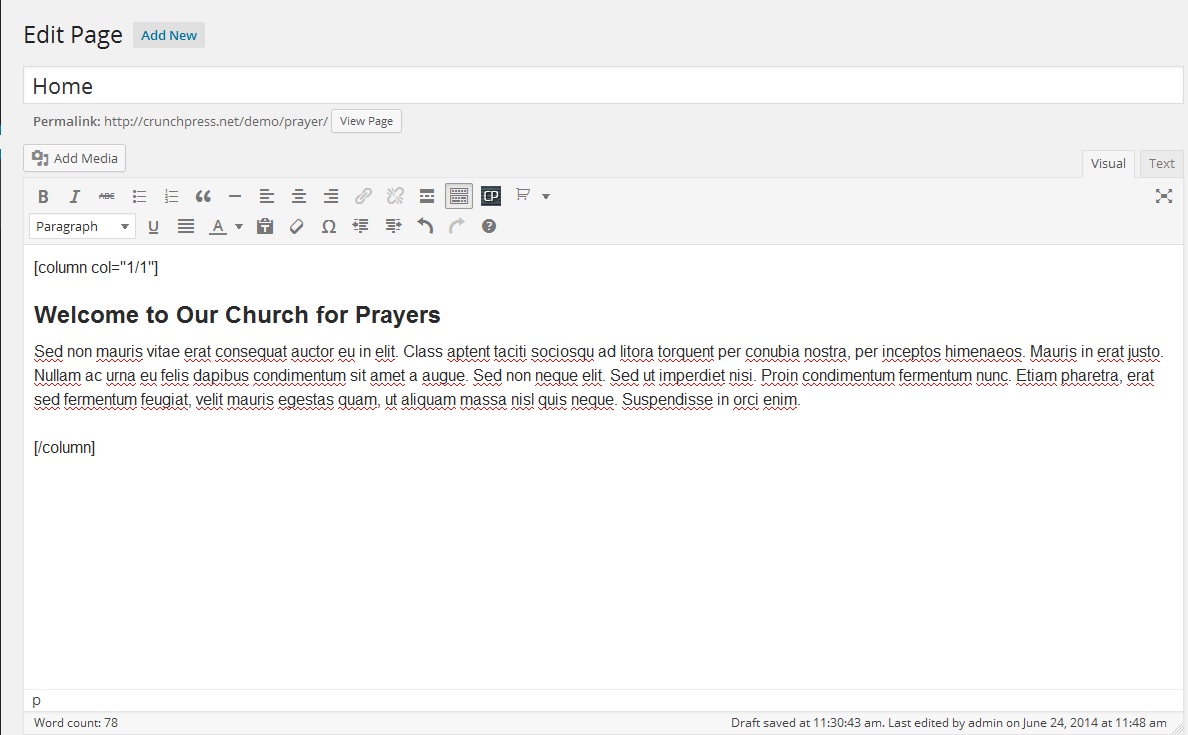 Edit Page Add New
Home
Permalink: http://crunchpress.net/demo/prayer/ View Page
Add Media
Visual Text
B I ABC CP
Paragraph U A T Ω ?
[column col="1/1"]
Welcome to Our Church for Prayers
Sed non mauris vitae erat consequat auctor eu in elit. Class aptent taciti sociosqu ad litora torquent per conubia nostra, per inceptos himenaeos. Mauris in erat justo.
Nullam ac urna eu felis dapibus condimentum sit amet a augue. Sed non neque elit. Sed ut imperdiet nisi. Proin condimentum fermentum nunc. Etiam pharetra, erat
sed fermentum feugiat, velit mauris egestas quam, ut aliquam massa nisl quis neque. Suspendisse in orci enim.
[/column]
p
Word count: 78 Draft saved at 11:30:43 am. Last edited by admin on June 24, 2014 at 11:48 am